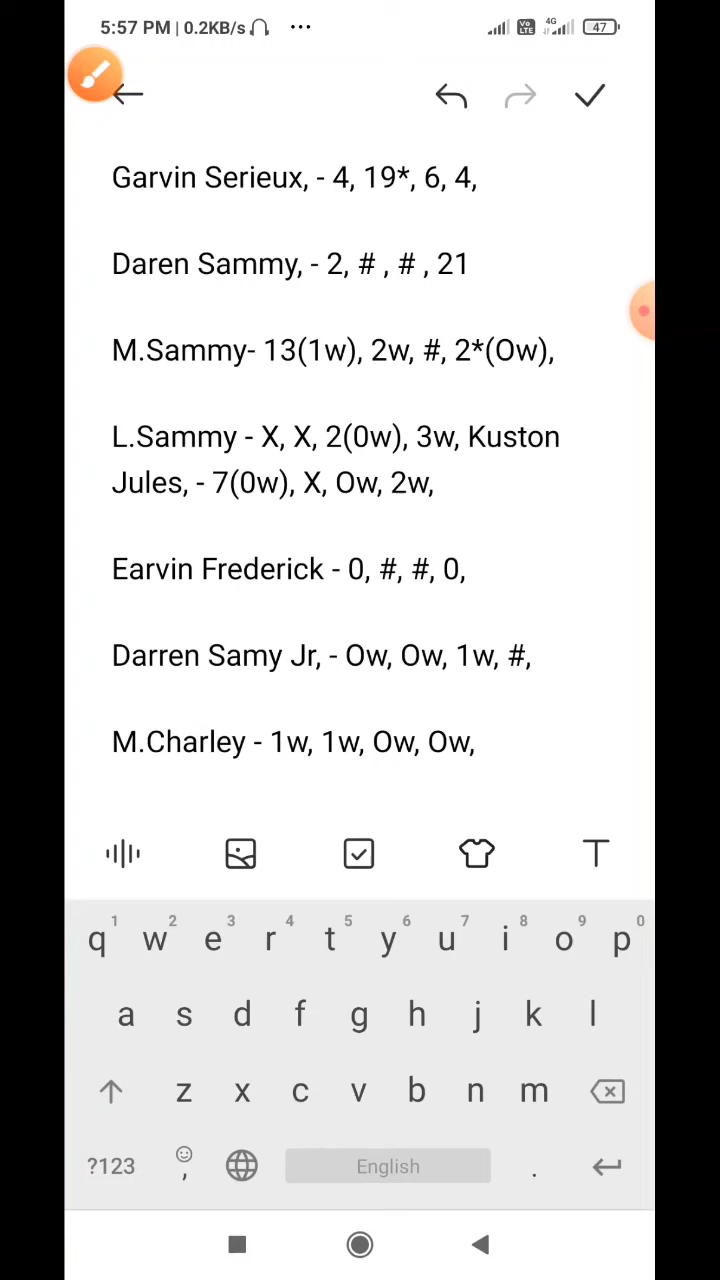 5:57 PM | 0.2KB/s ...
Vo LTE 4G 47
Garvin Serieux, - 4, 19*, 6, 4,
Daren Sammy, - 2, # , # , 21
M.Sammy- 13(1w), 2w, #, 2*(Ow),
L.Sammy - X, X, 2(0w), 3w, Kuston
Jules, - 7(0w), X, Ow, 2w,
Earvin Frederick - 0, #, #, 0,
Darren Samy Jr, - Ow, Ow, 1w, #,
M.Charley - 1w, 1w, Ow, Ow,
T
1 2 3 4 5 6 7 8 9 0
q w e r t y u i o p
a s d f g h j k l
z x c v b n m
?123 , English .